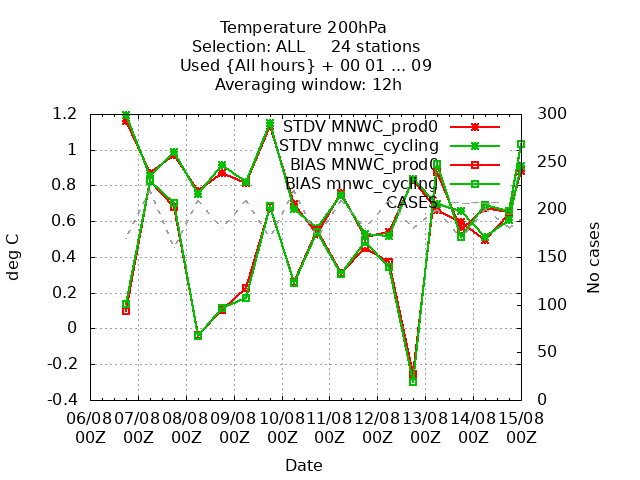 Temperature 200hPa
Selection: ALL 24 stations
Used {All hours} + 00 01 ... 09
Averaging window: 12h
STDV MNWC_prod0
STDV mnwc_cycling
BIAS MNWC_prod0
BIAS mnwc_cycling
CASES
deg C
1.2
1
0.8
0.6
0.4
0.2
0
-0.2
-0.4
No cases
300
250
200
150
100
50
0
06/08 07/08 08/08 09/08 10/08 11/08 12/08 13/08 14/08 15/08
00Z 00Z 00Z 00Z 00Z 00Z 00Z 00Z 00Z 00Z
Date